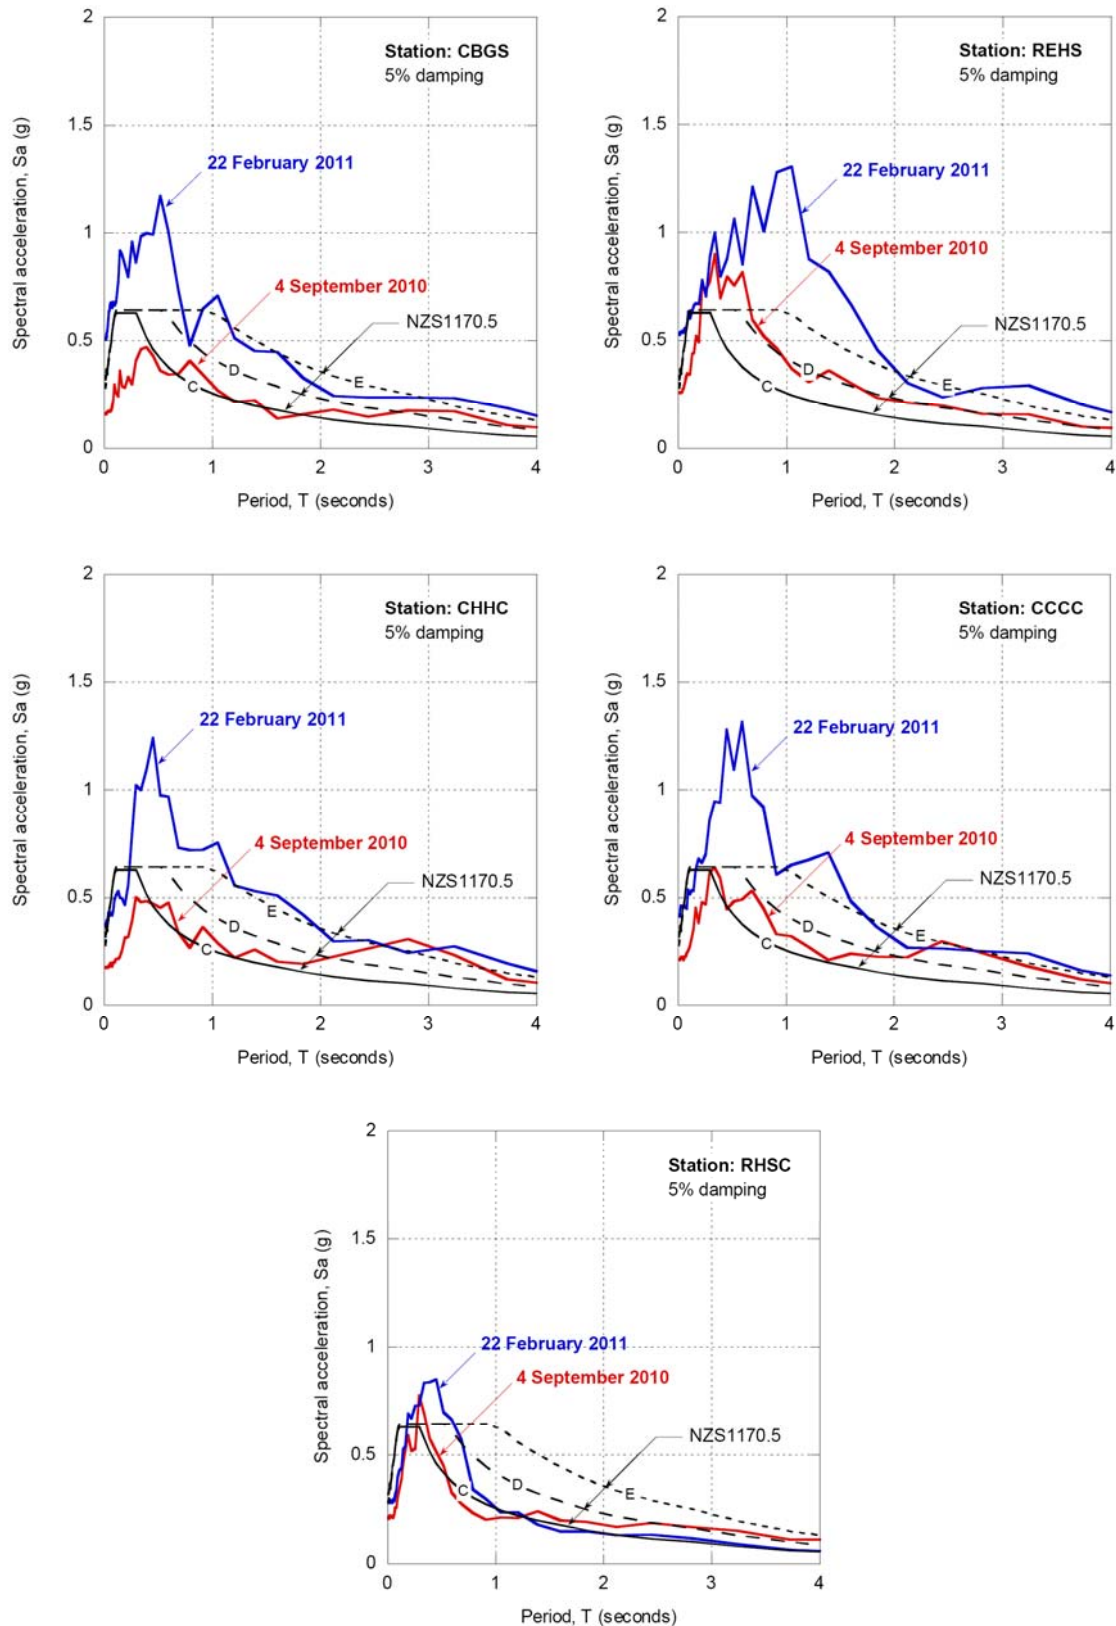 2
Station: CBGS
5% damping
1.5
22 February 2011
1
4 September 2010
NZS1170.5
0.5
D
E
C
0
0 1 2 3 4
Spectral acceleration, Sa (g)
Period, T (seconds)
2
Station: REHS
5% damping
1.5
22 February 2011
1
4 September 2010
NZS1170.5
0.5
D
E
C
0
0 1 2 3 4
Spectral acceleration, Sa (g)
Period, T (seconds)
2
Station: CHHC
5% damping
1.5
22 February 2011
1
4 September 2010
NZS1170.5
0.5
E
D
C
0
0 1 2 3 4
Spectral acceleration, Sa (g)
Period, T (seconds)
2
Station: CCCC
5% damping
1.5
22 February 2011
1
4 September 2010
NZS1170.5
0.5
D
E
C
0
0 1 2 3 4
Spectral acceleration, Sa (g)
Period, T (seconds)
2
Station: RHSC
5% damping
1.5
22 February 2011
1
4 September 2010
NZS1170.5
0.5
D
C
E
0
0 1 2 3 4
Spectral acceleration, Sa (g)
Period, T (seconds)